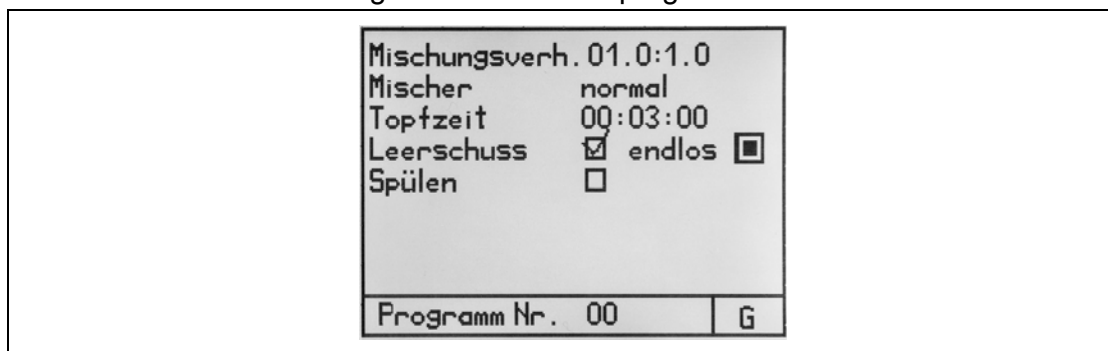 Mischungsverh. 01.0:1.0
Mischer normal
Topfzeit 00:03:00
Leerschuss endlos
Spülen
Programm Nr. 00 G